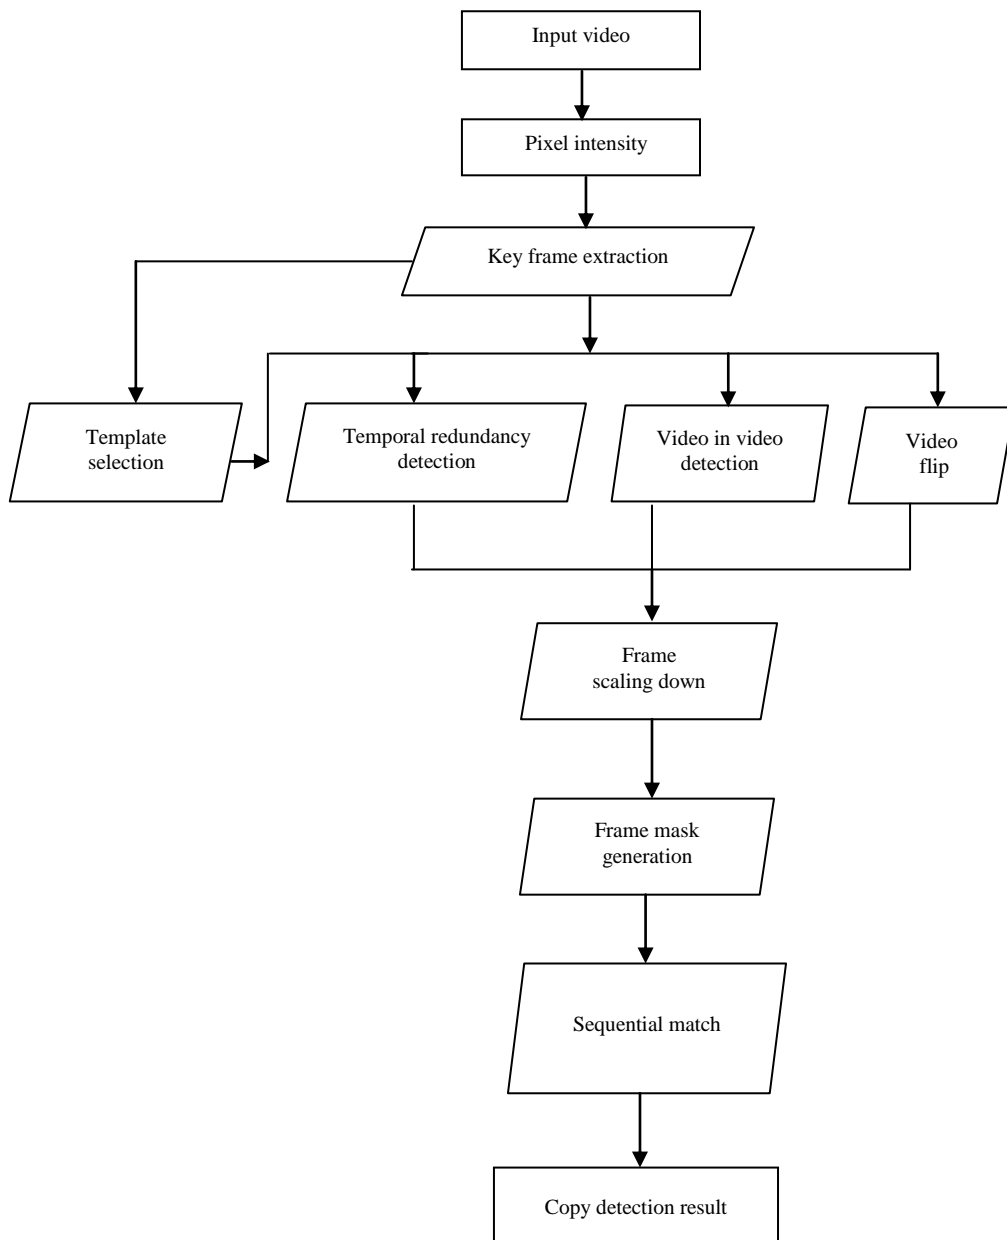 Input video
Pixel intensity
Key frame extraction
Template
selection
Temporal redundancy
detection
Video in video
detection
Video
flip
Frame
scaling down
Frame mask
generation
Sequential match
Copy detection result